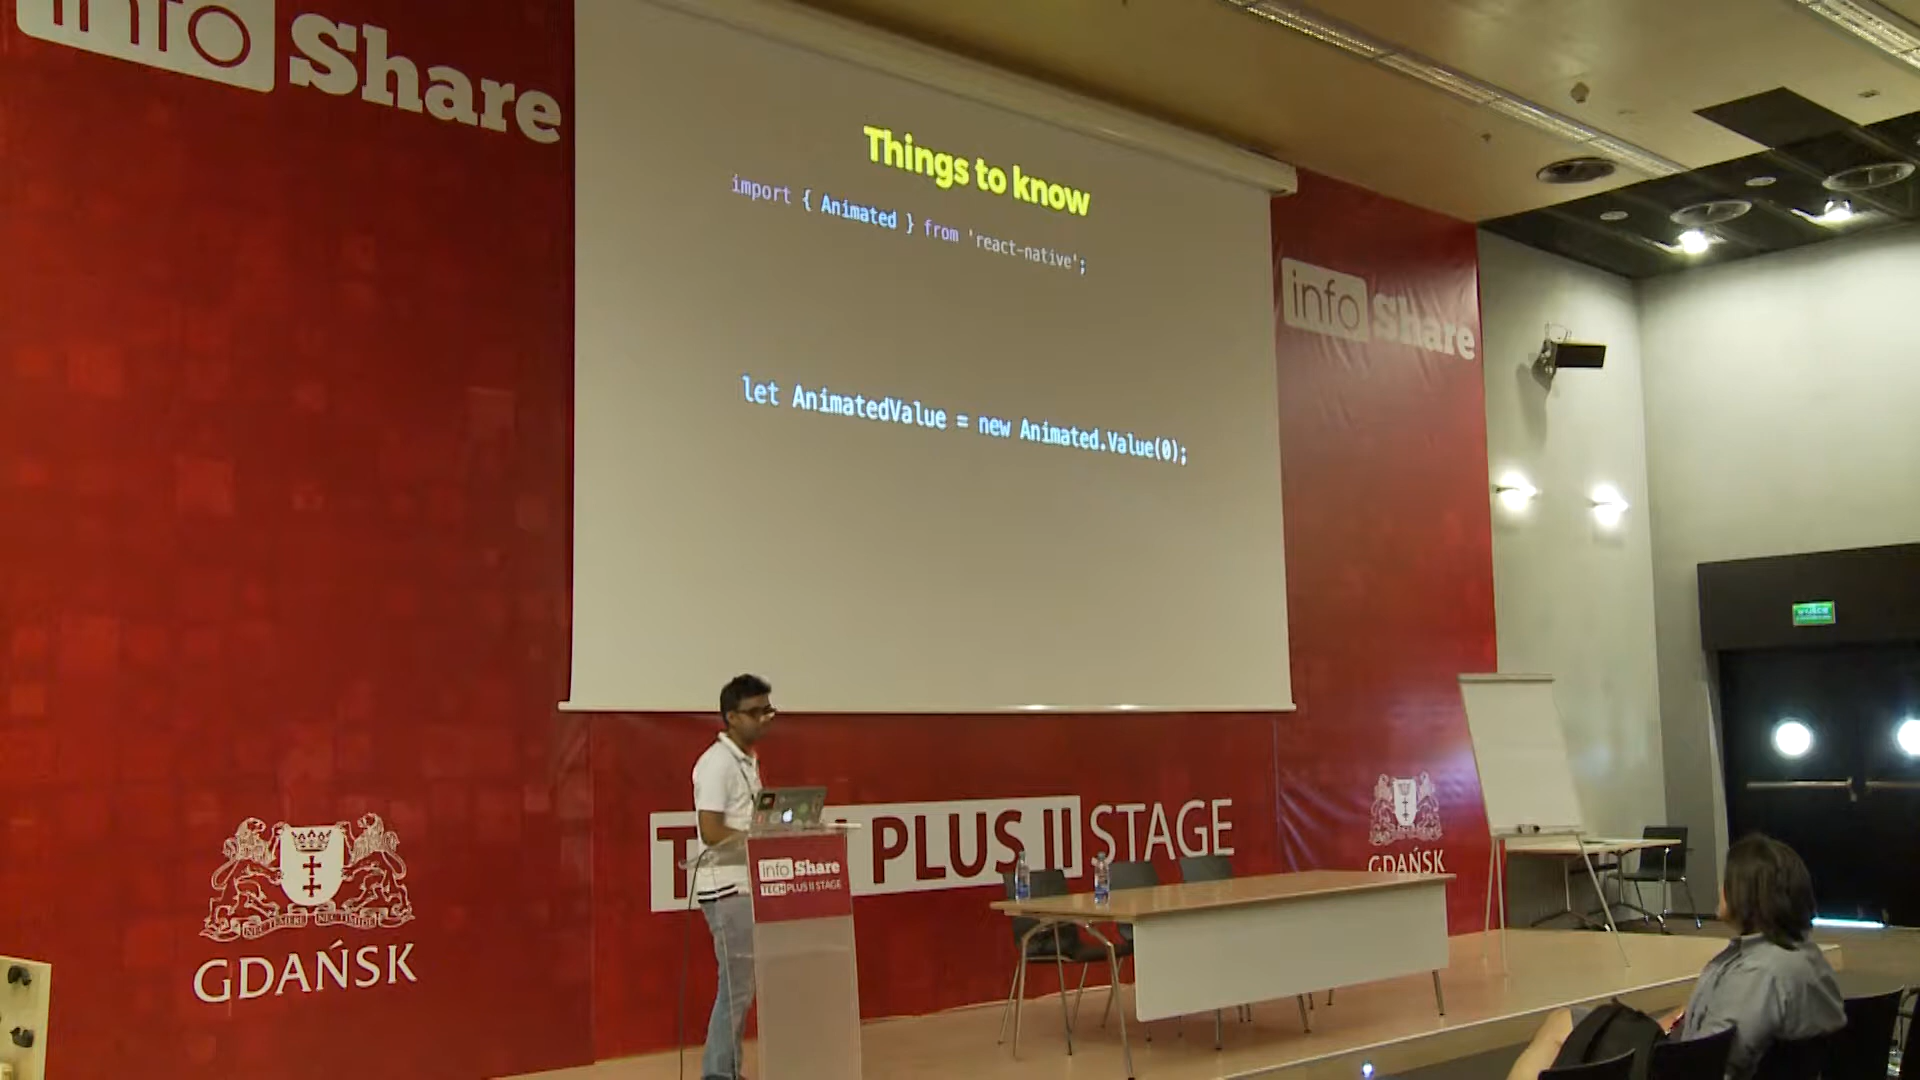 info Share
Things to know
import { Animated } from 'react-native';
let AnimatedValue = new Animated.Value(0);
info Share
PLUS II STAGE
info Share
TECH PLUS II STAGE
GDAŃSK
GDAŃSK